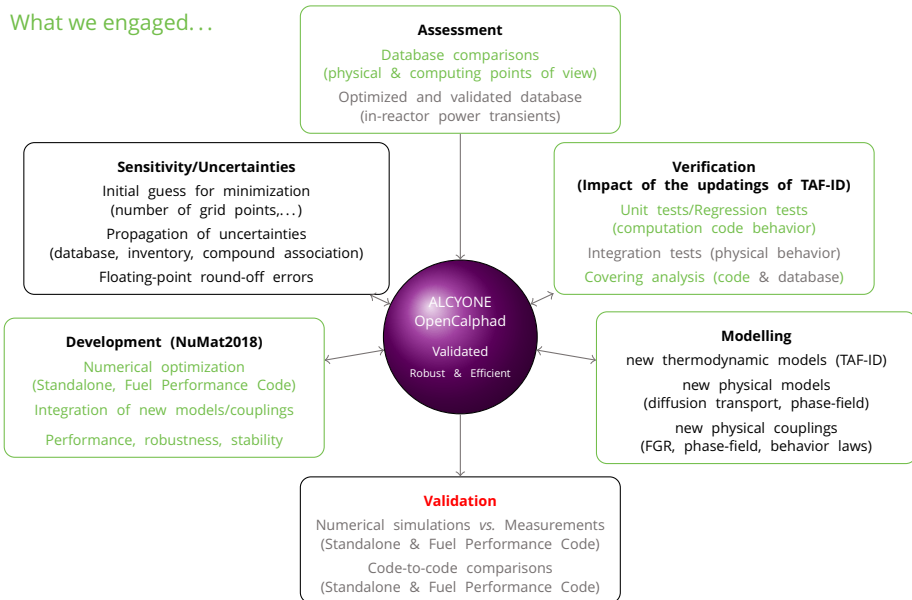 What we engaged...
Assessment
Database comparisons
(physical & computing points of view)
Optimized and validated database
(in-reactor power transients)
Sensitivity/Uncertainties
Initial guess for minimization
(number of grid points,...)
Propagation of uncertainties
(database, inventory, compound association)
Floating-point round-off errors
Verification
(Impact of the updatings of TAF-ID)
Unit tests/Regression tests
(computation code behavior)
Integration tests (physical behavior)
Covering analysis (code & database)
ALCYONE
OpenCalphad
Validated
Robust & Efficient
Development (NuMat2018)
Numerical optimization
(Standalone, Fuel Performance Code)
Integration of new models/couplings
Performance, robustness, stability
Modelling
new thermodynamic models (TAF-ID)
new physical models
(diffusion transport, phase-field)
new physical couplings
(FGR, phase-field, behavior laws)
Validation
Numerical simulations vs. Measurements
(Standalone & Fuel Performance Code)
Code-to-code comparisons
(Standalone & Fuel Performance Code)